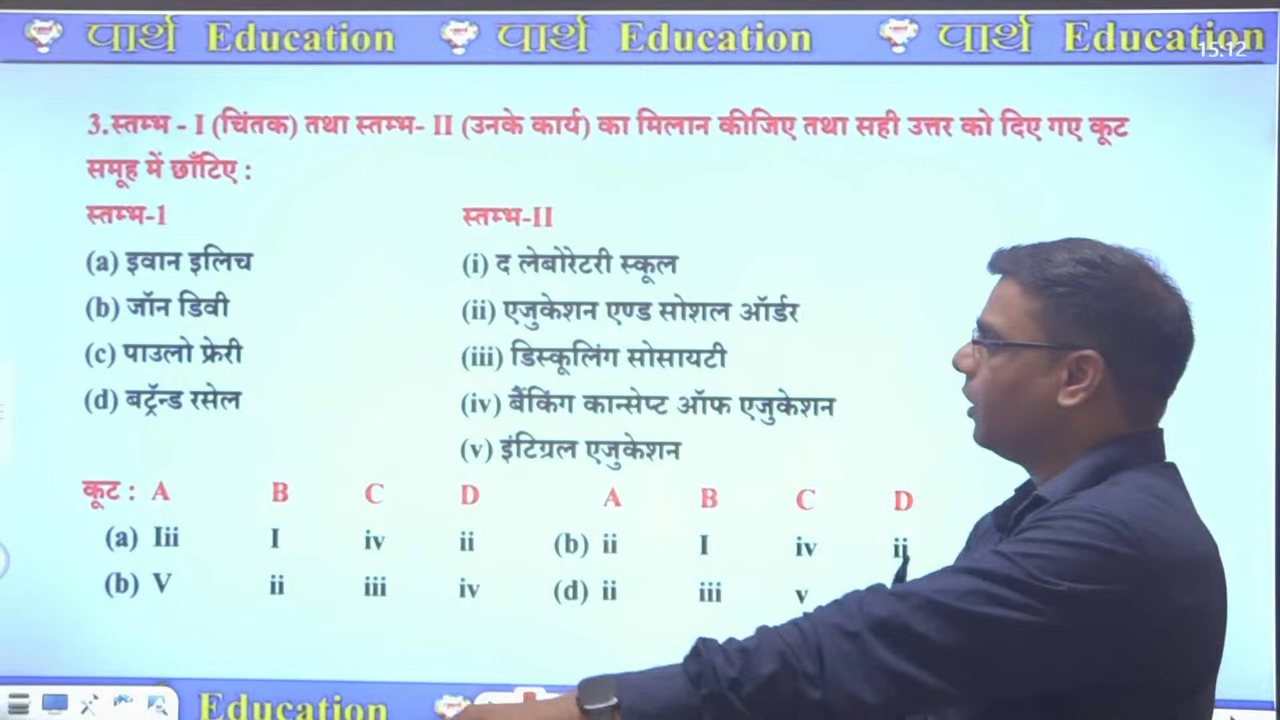 पार्थ Education पार्थ Education पार्थ Education
15:12
3.स्तम्भ - I (चिंतक) तथा स्तम्भ- II (उनके कार्य) का मिलान कीजिए तथा सही उत्तर को दिए गए कूट
समूह में छाँटिए :
स्तम्भ-1 स्तम्भ-II
(a) इवान इलिच (i) द लेबोरेटरी स्कूल
(b) जॉन डिवी (ii) एजुकेशन एण्ड सोशल ऑर्डर
(c) पाउलो फ्रेरी (iii) डिस्कूलिंग सोसायटी
(d) बर्ट्रेन्ड रसेल (iv) बैंकिंग कान्सेप्ट ऑफ एजुकेशन
(v) इंटिग्रल एजुकेशन
कूट : A B C D A B C D
(a) Iii I iv ii (b) ii I iv ii
(b) V ii iii iv (d) ii iii v
Education